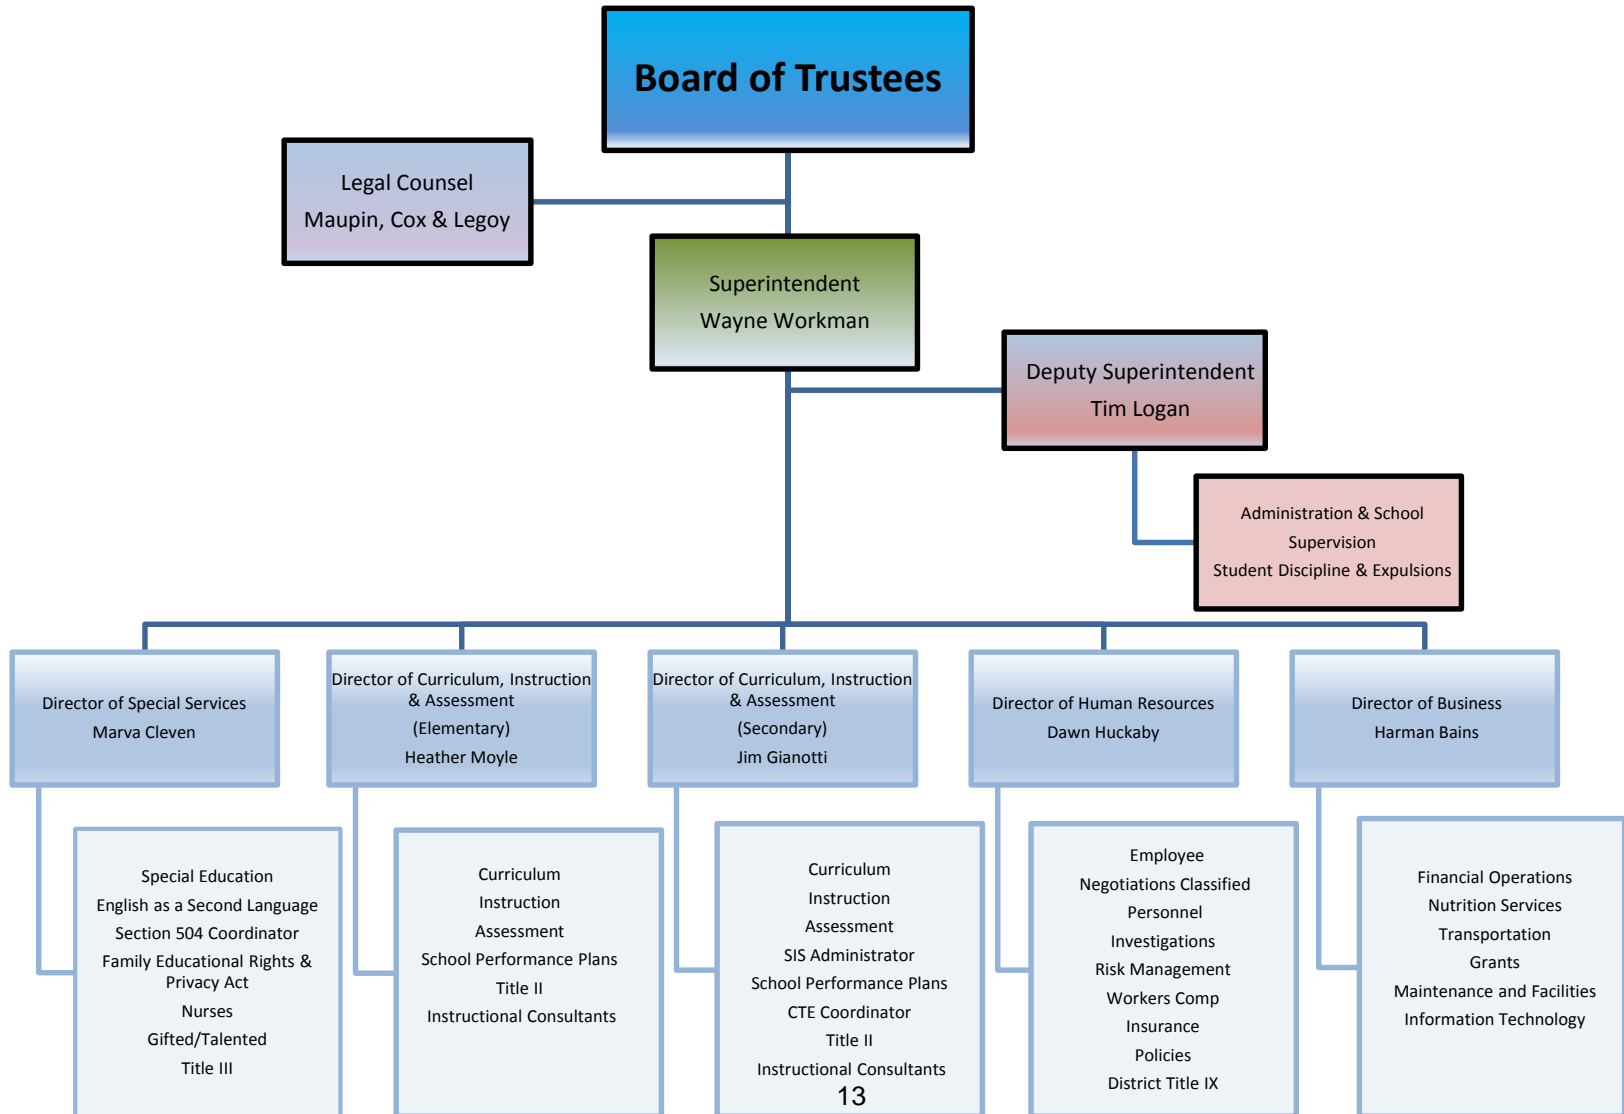 Board of Trustees
Legal Counsel
Maupin, Cox & Legoy
Superintendent
Wayne Workman
Deputy Superintendent
Tim Logan
Administration & School
Supervision
Student Discipline & Expulsions
Director of Special Services
Marva Cleven
Director of Curriculum, Instruction
& Assessment
(Elementary)
Heather Moyle
Director of Curriculum, Instruction
& Assessment
(Secondary)
Jim Gianotti
Director of Human Resources
Dawn Huckaby
Director of Business
Harman Bains
Special Education
English as a Second Language
Section 504 Coordinator
Family Educational Rights &
Privacy Act
Nurses
Gifted/Talented
Title III
Curriculum
Instruction
Assessment
School Performance Plans
Title II
Instructional Consultants
Curriculum
Instruction
Assessment
SIS Administrator
School Performance Plans
CTE Coordinator
Title II
Instructional Consultants
Employee
Negotiations Classified
Personnel
Investigations
Risk Management
Workers Comp
Insurance
Policies
District Title IX
Financial Operations
Nutrition Services
Transportation
Grants
Maintenance and Facilities
Information Technology
13